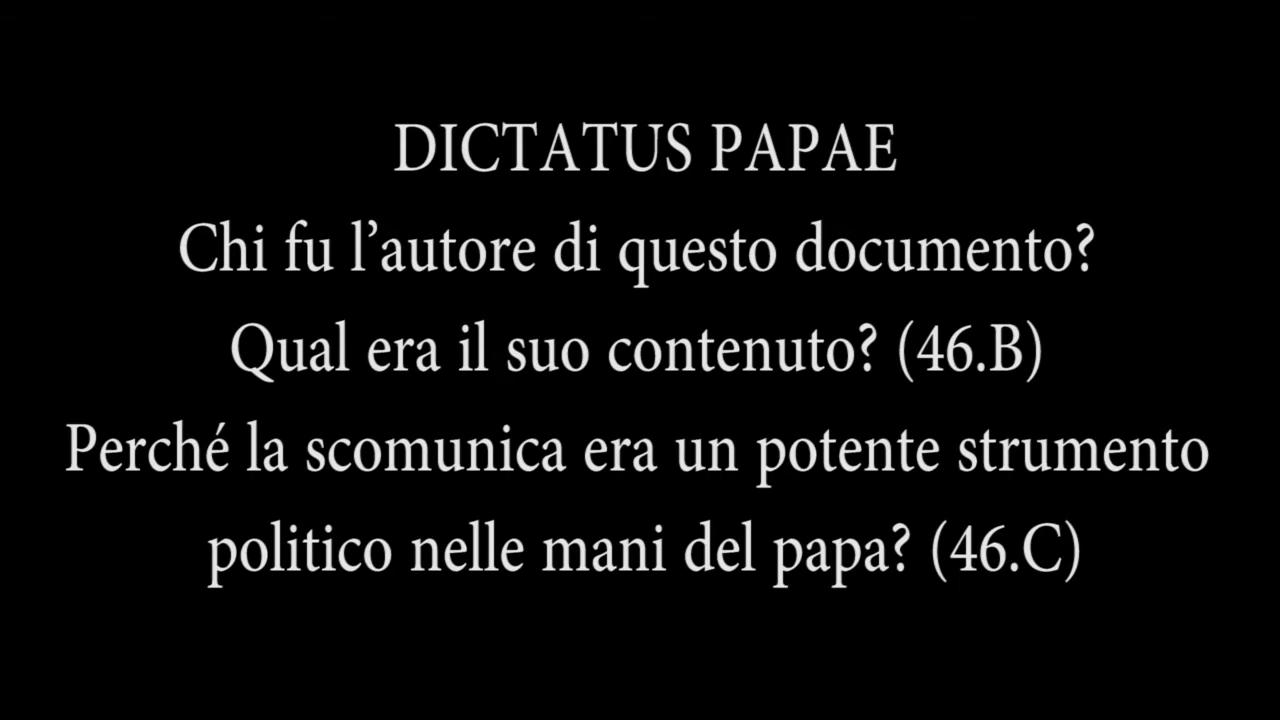 DICTATUS PAPAE
Chi fu l’autore di questo documento?
Qual era il suo contenuto? (46.B)
Perché la scomunica era un potente strumento
politico nelle mani del papa? (46.C)